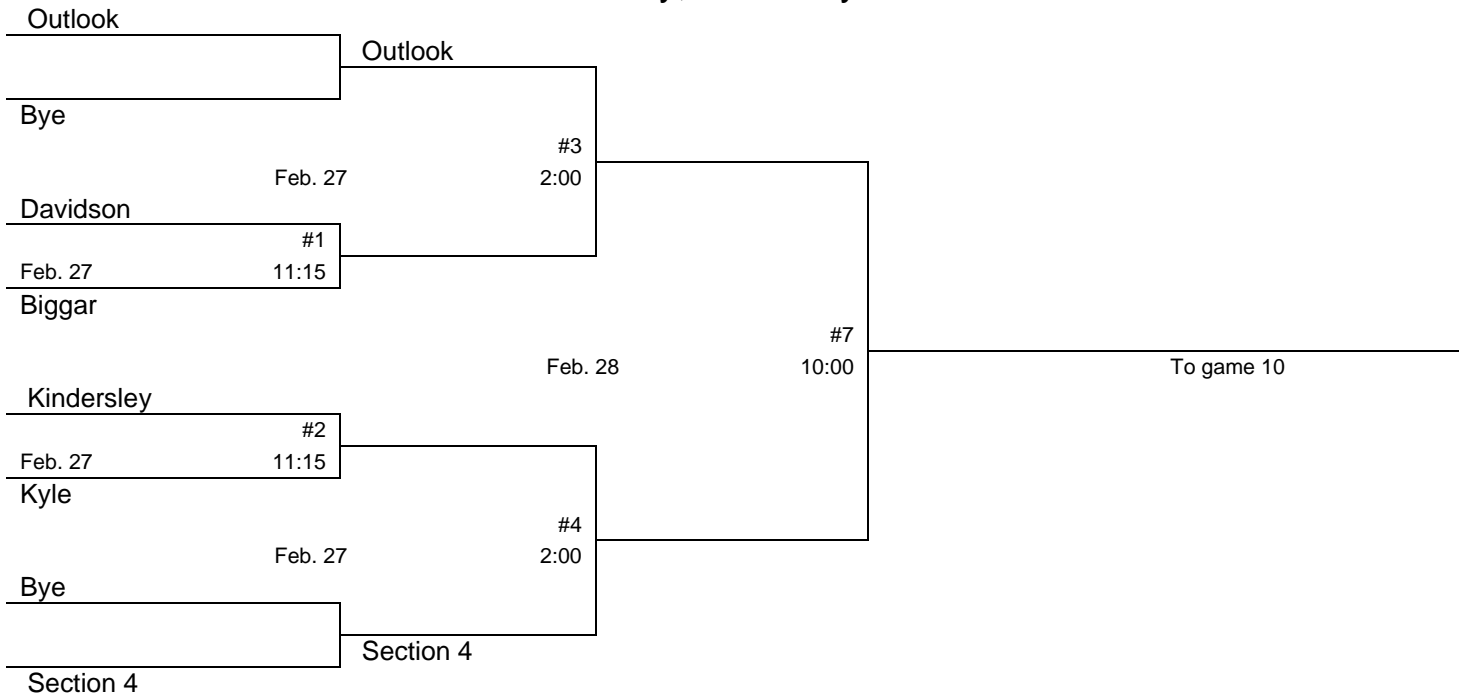 Outlook
Outlook
Bye
#3
Feb. 27 2:00
Davidson
#1
Feb. 27 11:15
Biggar
#7
Feb. 28 10:00 To game 10
Kindersley
#2
Feb. 27 11:15
Kyle
#4
Feb. 27 2:00
Bye
Section 4
Section 4